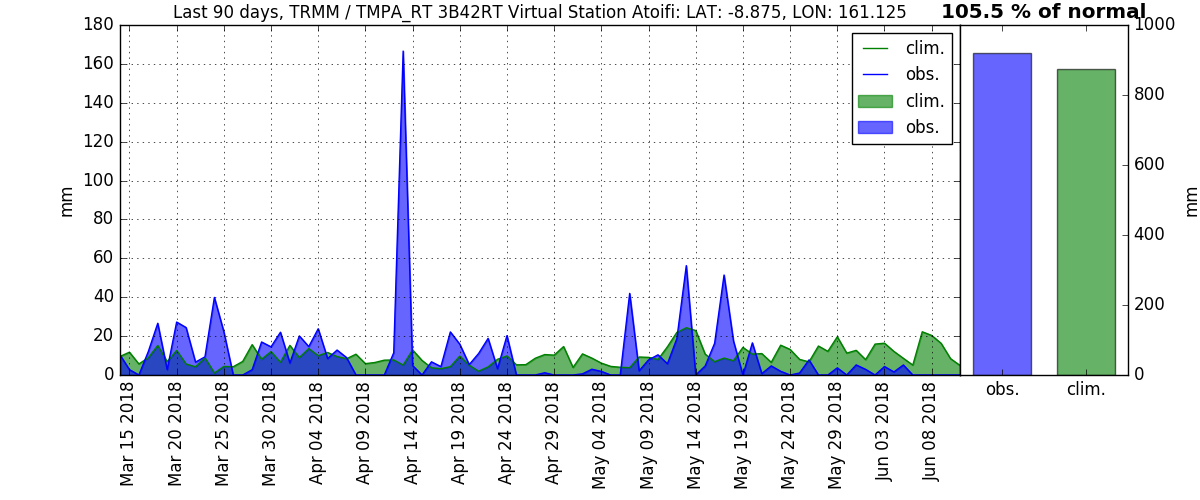 Last 90 days, TRMM / TMPA_RT 3B42RT Virtual Station Atoifi: LAT: -8.875, LON: 161.125
105.5 % of normal
180
160
140
120
100
80
60
40
20
0
mm
clim.
obs.
clim.
obs.
Mar 15 2018
Mar 20 2018
Mar 25 2018
Mar 30 2018
Apr 04 2018
Apr 09 2018
Apr 14 2018
Apr 19 2018
Apr 24 2018
Apr 29 2018
May 04 2018
May 09 2018
May 14 2018
May 19 2018
May 24 2018
May 29 2018
Jun 03 2018
Jun 08 2018
1000
800
600
400
200
0
mm
obs.
clim.